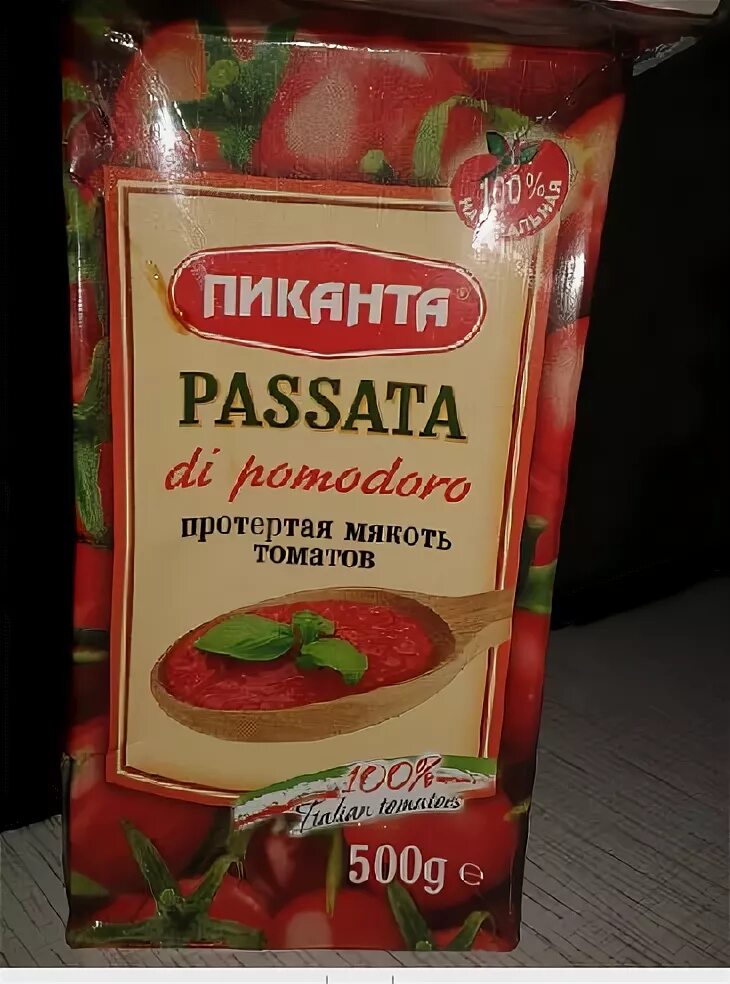 100%
НАТУРАЛЬНАЯ
ПИКАНТА®
PASSATA
di pomodoro
протертая мякоть
томатов
100%
Italian tomatoes
500g e